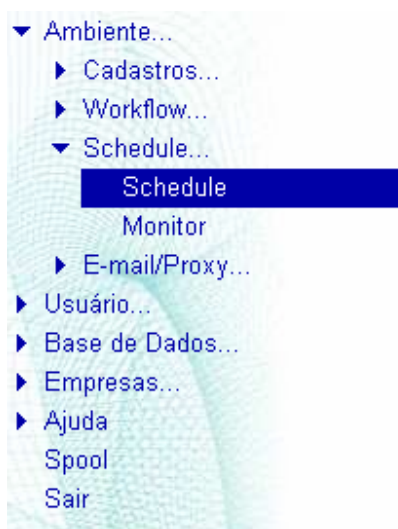 Ambiente...
Cadastros...
Workflow...
Schedule...
Schedule
Monitor
E-mail/Proxy...
Usuário...
Base de Dados...
Empresas...
Ajuda
Spool
Sair